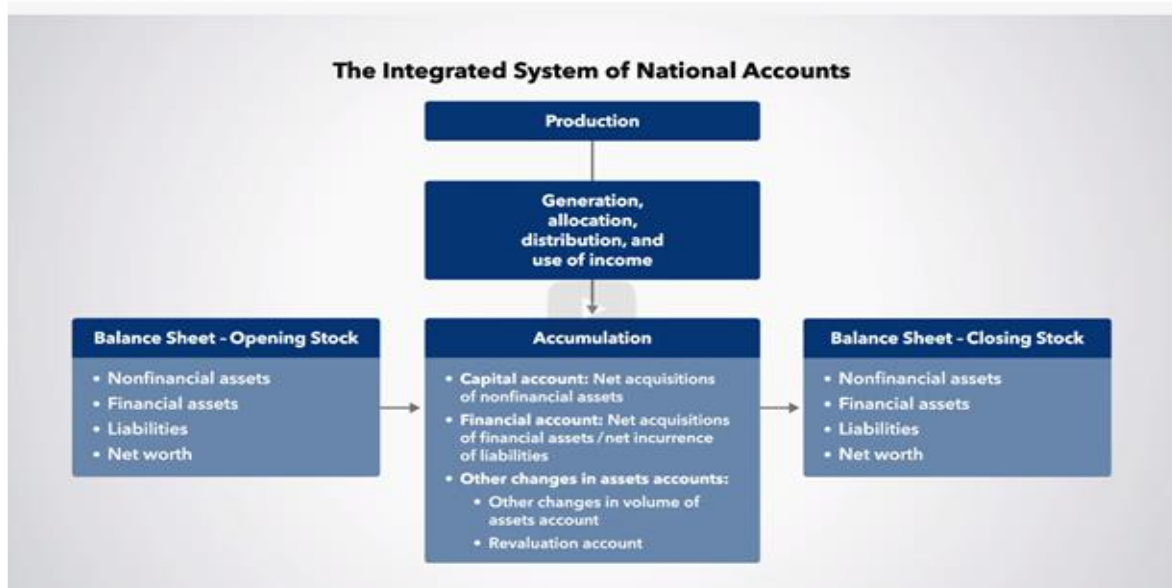 The Integrated System of National Accounts
Production
Generation,
allocation,
distribution, and
use of income
Balance Sheet - Opening Stock
• Nonfinancial assets
• Financial assets
• Liabilities
• Net worth
Accumulation
• Capital account: Net acquisitions
of nonfinancial assets
• Financial account: Net acquisitions
of financial assets/net incurrence
of liabilities
• Other changes in assets accounts:
• Other changes in volume of
assets account
• Revaluation account
Balance Sheet - Closing Stock
• Nonfinancial assets
• Financial assets
• Liabilities
• Net worth